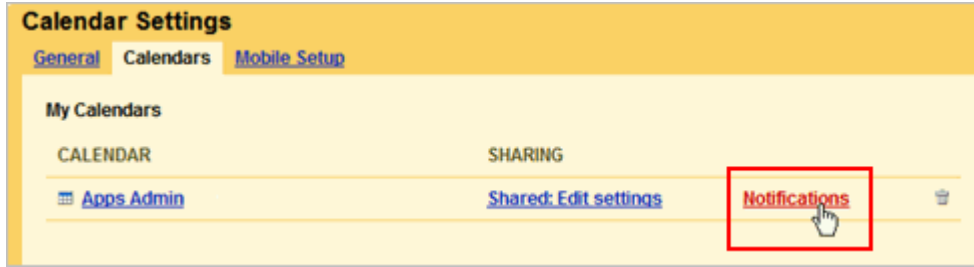 Calendar Settings
General Calendars Mobile Setup
My Calendars
CALENDAR SHARING
Apps Admin Shared: Edit settings Notifications